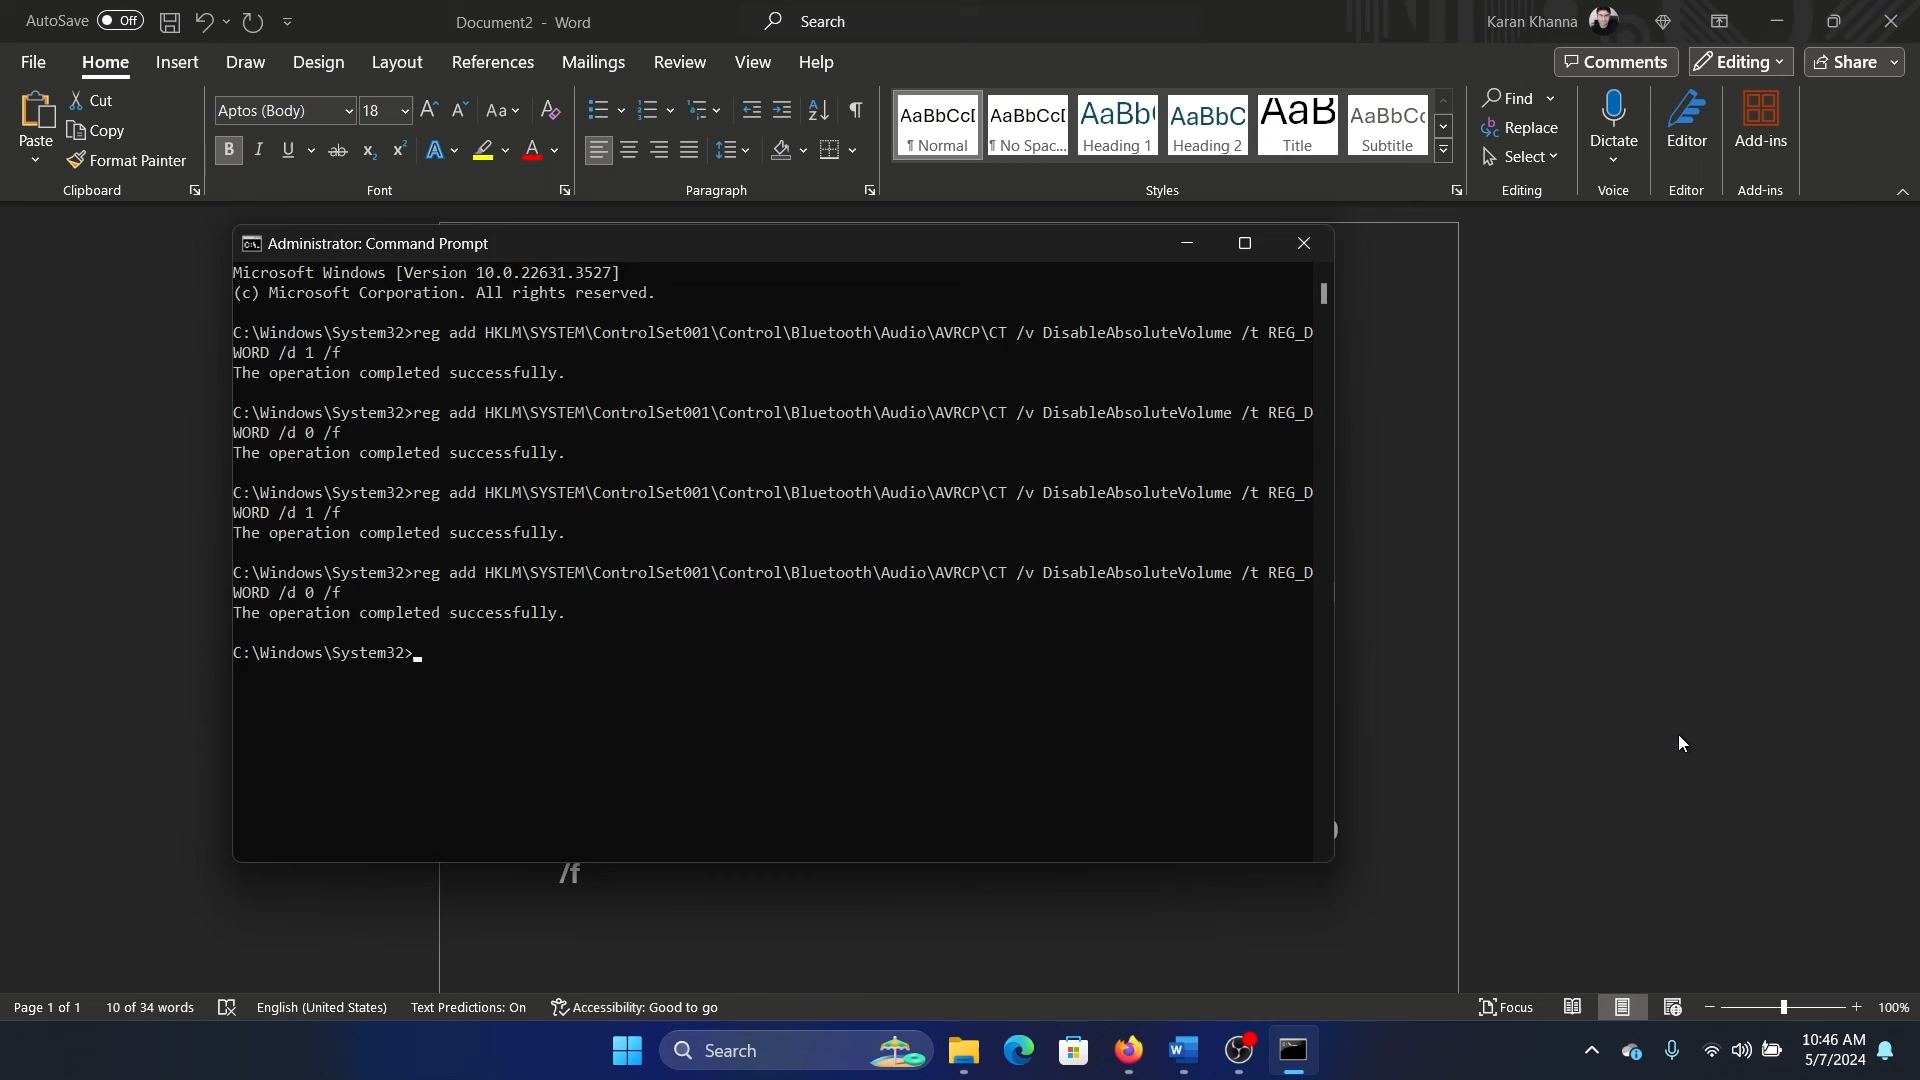 AutoSave Off Document2 - Word Search Karan Khanna
File Home Insert Draw Design Layout References Mailings Review View Help Comments Editing Share
Paste Cut Copy Format Painter
Aptos (Body) 18 Aa
B I U ab x₂ x² A A
AaBbCcD AaBbCcD AaBb( AaBbC AaB AaBbCc
¶ Normal ¶ No Spac... Heading 1 Heading 2 Title Subtitle
Find Replace Select
Dictate Editor Add-ins
Clipboard Font Paragraph Styles Editing Voice Editor Add-ins
Administrator: Command Prompt
Microsoft Windows [Version 10.0.22631.3527]
(c) Microsoft Corporation. All rights reserved.
C:\Windows\System32>reg add HKLM\SYSTEM\ControlSet001\Control\Bluetooth\Audio\AVRCP\CT /v DisableAbsoluteVolume /t REG_D
WORD /d 1 /f
The operation completed successfully.
C:\Windows\System32>reg add HKLM\SYSTEM\ControlSet001\Control\Bluetooth\Audio\AVRCP\CT /v DisableAbsoluteVolume /t REG_D
WORD /d 0 /f
The operation completed successfully.
C:\Windows\System32>reg add HKLM\SYSTEM\ControlSet001\Control\Bluetooth\Audio\AVRCP\CT /v DisableAbsoluteVolume /t REG_D
WORD /d 1 /f
The operation completed successfully.
C:\Windows\System32>reg add HKLM\SYSTEM\ControlSet001\Control\Bluetooth\Audio\AVRCP\CT /v DisableAbsoluteVolume /t REG_D
WORD /d 0 /f
The operation completed successfully.
C:\Windows\System32>
/f
Page 1 of 1 10 of 34 words English (United States) Text Predictions: On Accessibility: Good to go Focus 100%
Search
10:46 AM
5/7/2024